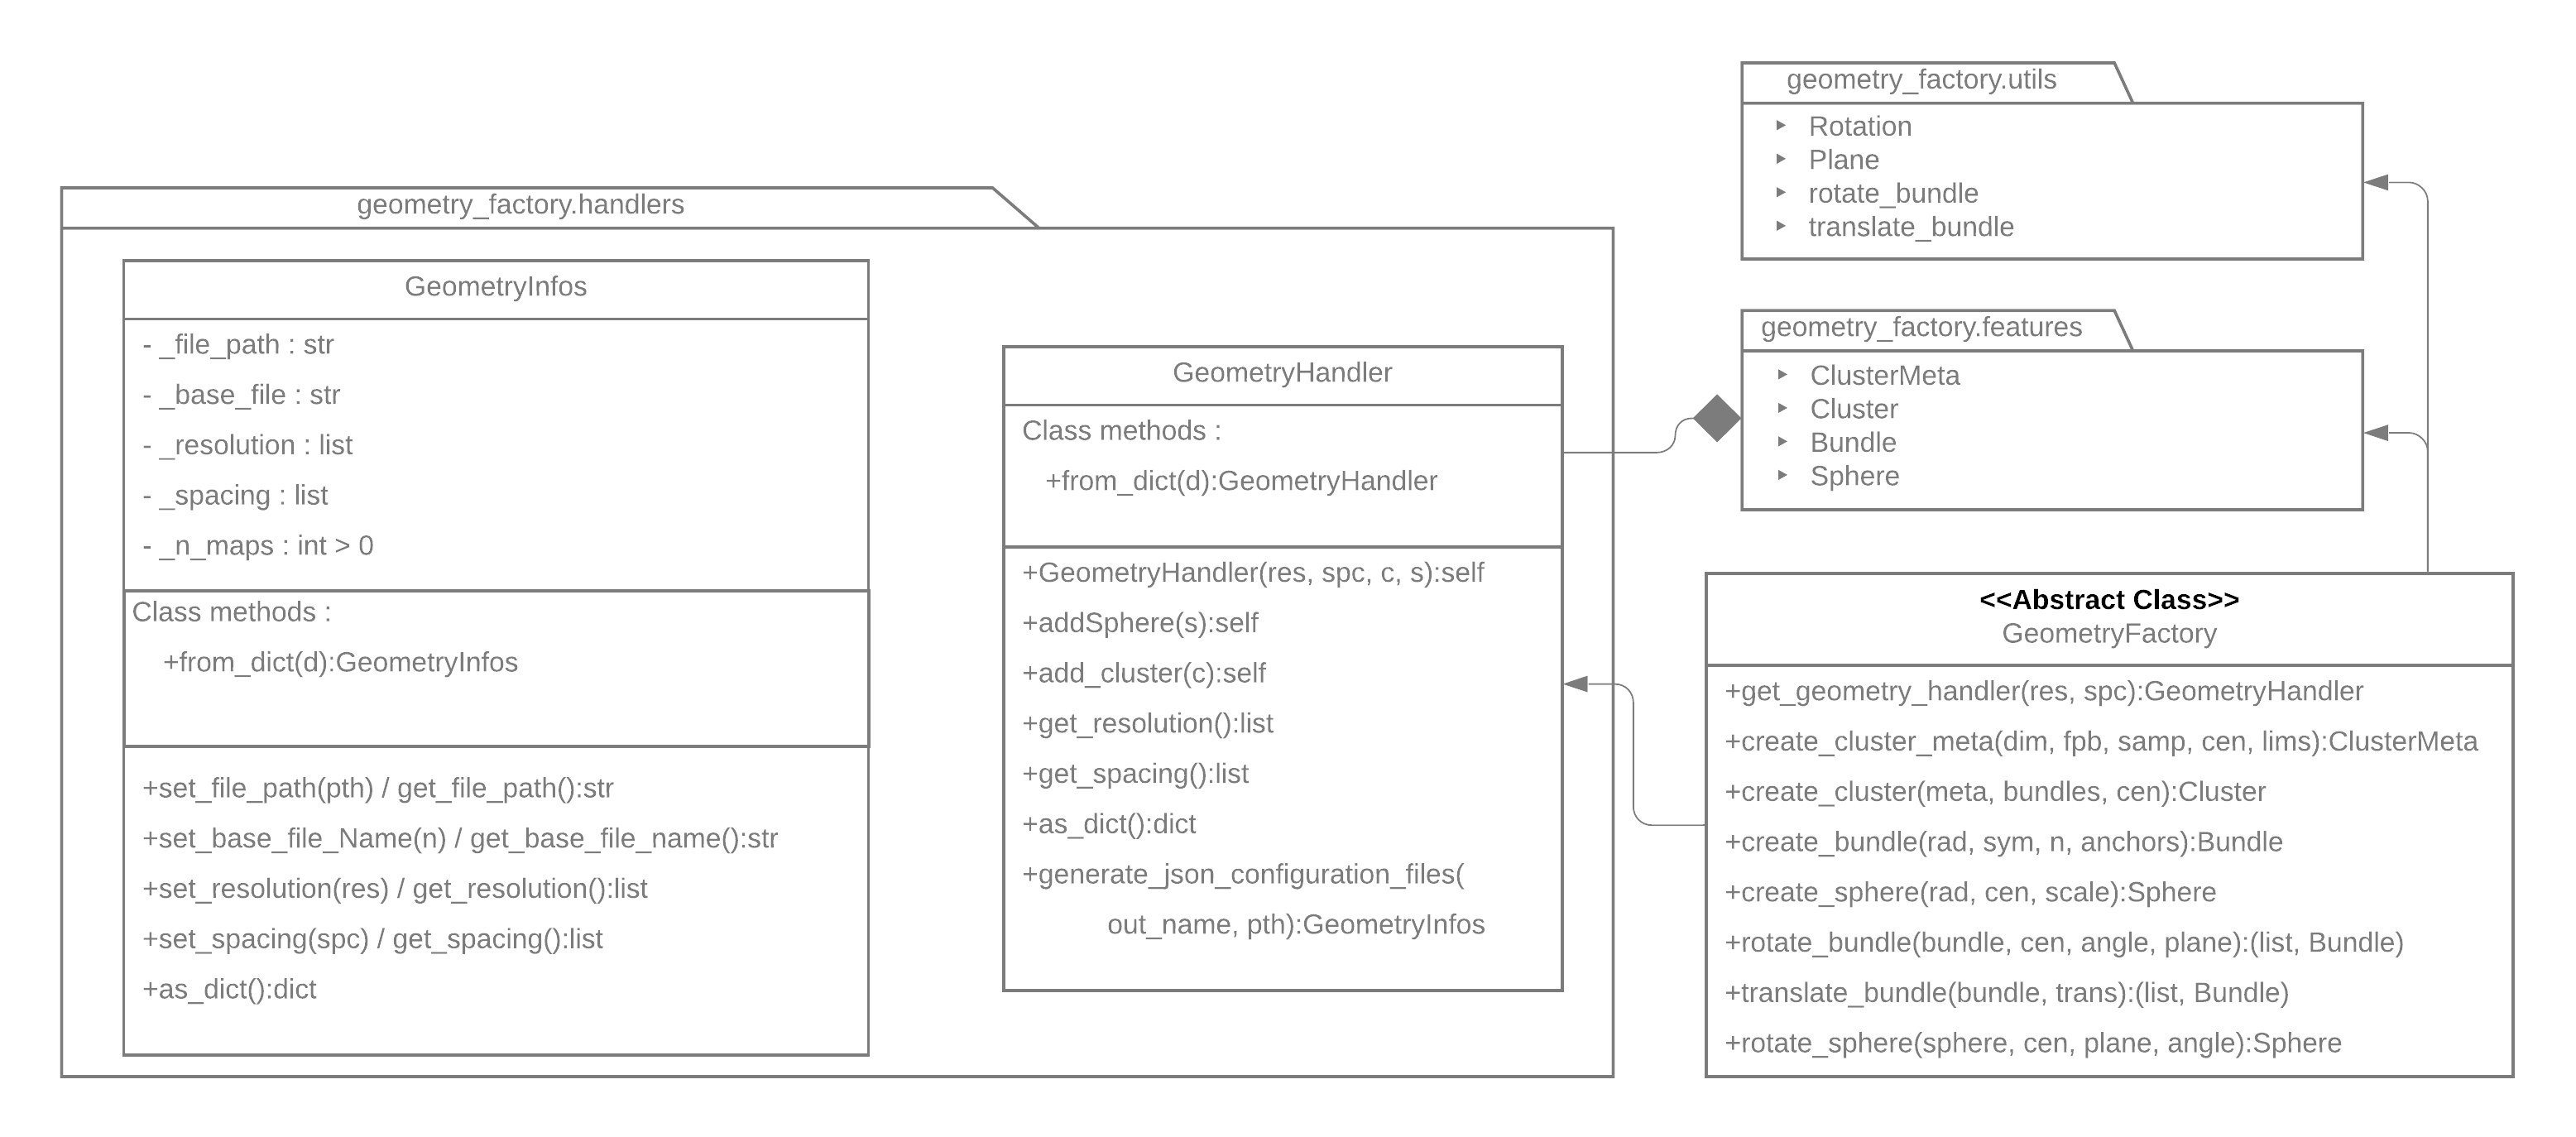 geometry_factory.handlers
GeometryInfos
- _file_path : str
- _base_file : str
- _resolution : list
- _spacing : list
- _n_maps : int > 0
Class methods :
+from_dict(d):GeometryInfos
+set_file_path(pth) / get_file_path():str
+set_base_file_Name(n) / get_base_file_name():str
+set_resolution(res) / get_resolution():list
+set_spacing(spc) / get_spacing():list
+as_dict():dict
GeometryHandler
Class methods :
+from_dict(d):GeometryHandler
+GeometryHandler(res, spc, c, s):self
+addSphere(s):self
+add_cluster(c):self
+get_resolution():list
+get_spacing():list
+as_dict():dict
+generate_json_configuration_files(
out_name, pth):GeometryInfos
geometry_factory.utils
‣ Rotation
‣ Plane
‣ rotate_bundle
‣ translate_bundle
geometry_factory.features
‣ ClusterMeta
‣ Cluster
‣ Bundle
‣ Sphere
<<Abstract Class>>
GeometryFactory
+get_geometry_handler(res, spc):GeometryHandler
+create_cluster_meta(dim, fpb, samp, cen, lims):ClusterMeta
+create_cluster(meta, bundles, cen):Cluster
+create_bundle(rad, sym, n, anchors):Bundle
+create_sphere(rad, cen, scale):Sphere
+rotate_bundle(bundle, cen, angle, plane):(list, Bundle)
+translate_bundle(bundle, trans):(list, Bundle)
+rotate_sphere(sphere, cen, plane, angle):Sphere